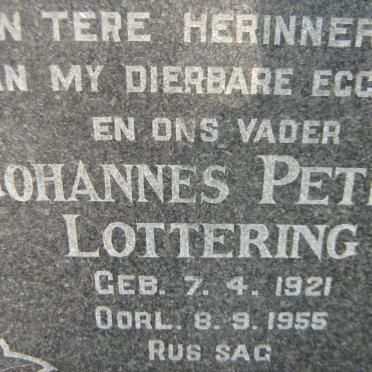 N TERE HERINNER
AN MY DIERBARE EGG
EN ONS VADER
JOHANNES PET
LOTTERING
GEB. 7. 4. 1921
OORL. 8. 9. 1955
RUS SAG